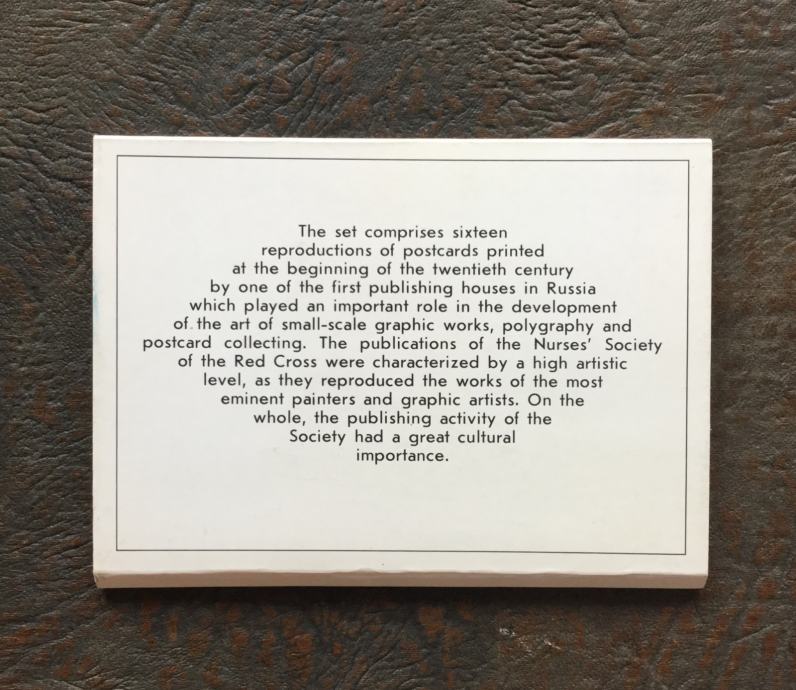 The set comprises sixteen
reproductions of postcards printed
at the beginning of the twentieth century
by one of the first publishing houses in Russia
which played an important role in the development
of the art of small-scale graphic works, polygraphy and
postcard collecting. The publications of the Nurses' Society
of the Red Cross were characterized by a high artistic
level, as they reproduced the works of the most
eminent painters and graphic artists. On the
whole, the publishing activity of the
Society had a great cultural
importance.